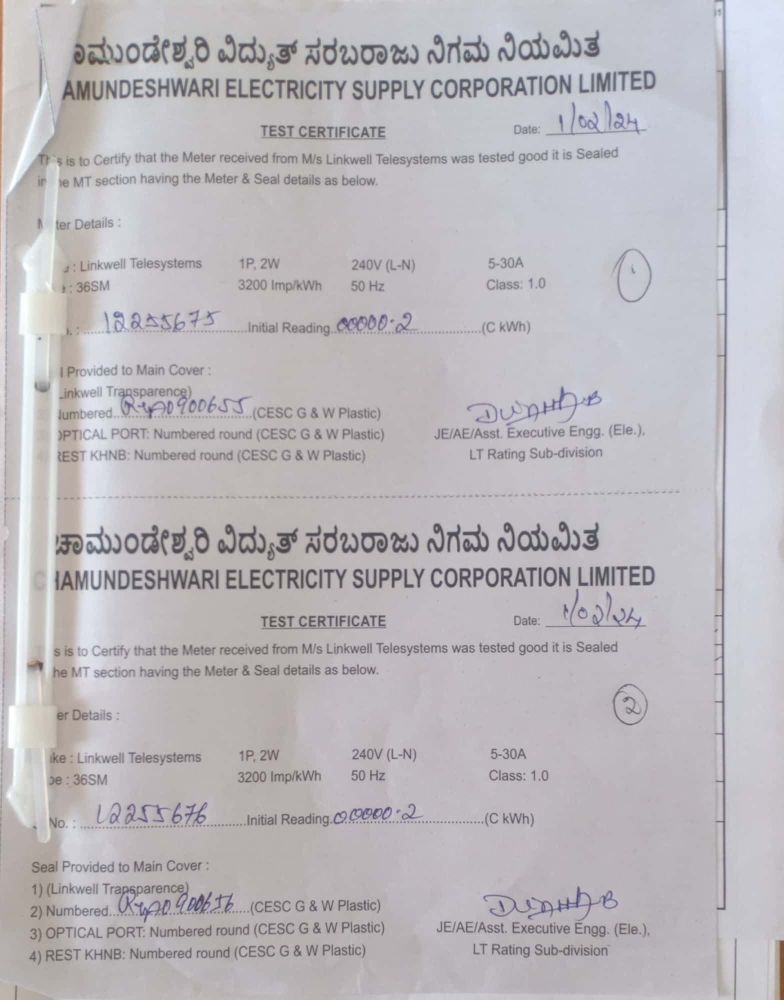 ಚಾಮುಂಡೇಶ್ವರಿ ವಿದ್ಯುತ್ ಸರಬರಾಜು ನಿಗಮ ನಿಯಮಿತ
AMUNDESHWARI ELECTRICITY SUPPLY CORPORATION LIMITED
TEST CERTIFICATE Date: 1/02/24
This is to Certify that the Meter received from M/s Linkwell Telesystems was tested good it is Sealed
in he MT section having the Meter & Seal details as below.
ter Details :
: Linkwell Telesystems 1P, 2W 240V (L-N) 5-30A
: 36SM 3200 Imp/kWh 50 Hz Class: 1.0
1
12255675 Initial Reading 00000.2 (C kWh)
l Provided to Main Cover :
Linkwell Transparence)
Numbered 0900655 (CESC G & W Plastic)
OPTICAL PORT: Numbered round (CESC G & W Plastic) JE/AE/Asst. Executive Engg. (Ele.),
REST KHNB: Numbered round (CESC G & W Plastic) LT Rating Sub-division
ಚಾಮುಂಡೇಶ್ವರಿ ವಿದ್ಯುತ್ ಸರಬರಾಜು ನಿಗಮ ನಿಯಮಿತ
CHAMUNDESHWARI ELECTRICITY SUPPLY CORPORATION LIMITED
TEST CERTIFICATE Date: 1/02/24
s is to Certify that the Meter received from M/s Linkwell Telesystems was tested good it is Sealed
he MT section having the Meter & Seal details as below.
2
er Details :
ke : Linkwell Telesystems 1P, 2W 240V (L-N) 5-30A
pe : 36SM 3200 Imp/kWh 50 Hz Class: 1.0
No. : 12255676 Initial Reading 00000.2 (C kWh)
Seal Provided to Main Cover :
1) (Linkwell Transparence)
2) Numbered 0900656 (CESC G & W Plastic)
3) OPTICAL PORT: Numbered round (CESC G & W Plastic) JE/AE/Asst. Executive Engg. (Ele.),
4) REST KHNB: Numbered round (CESC G & W Plastic) LT Rating Sub-division